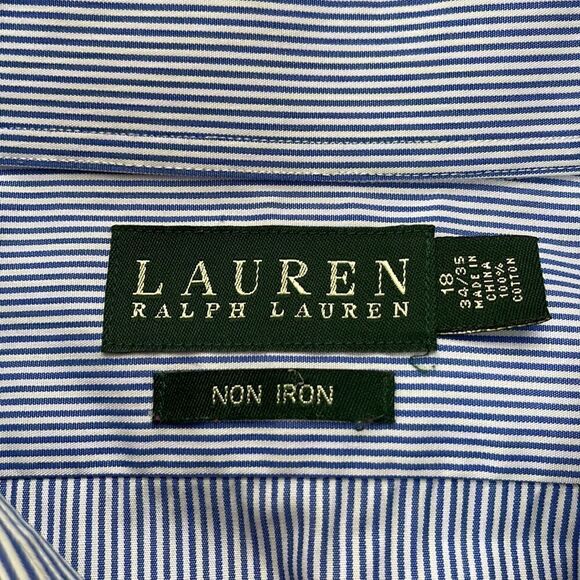 LAUREN
RALPH LAUREN
18
34/35
MADE IN
CHINA
100%
COTTON
NON IRON